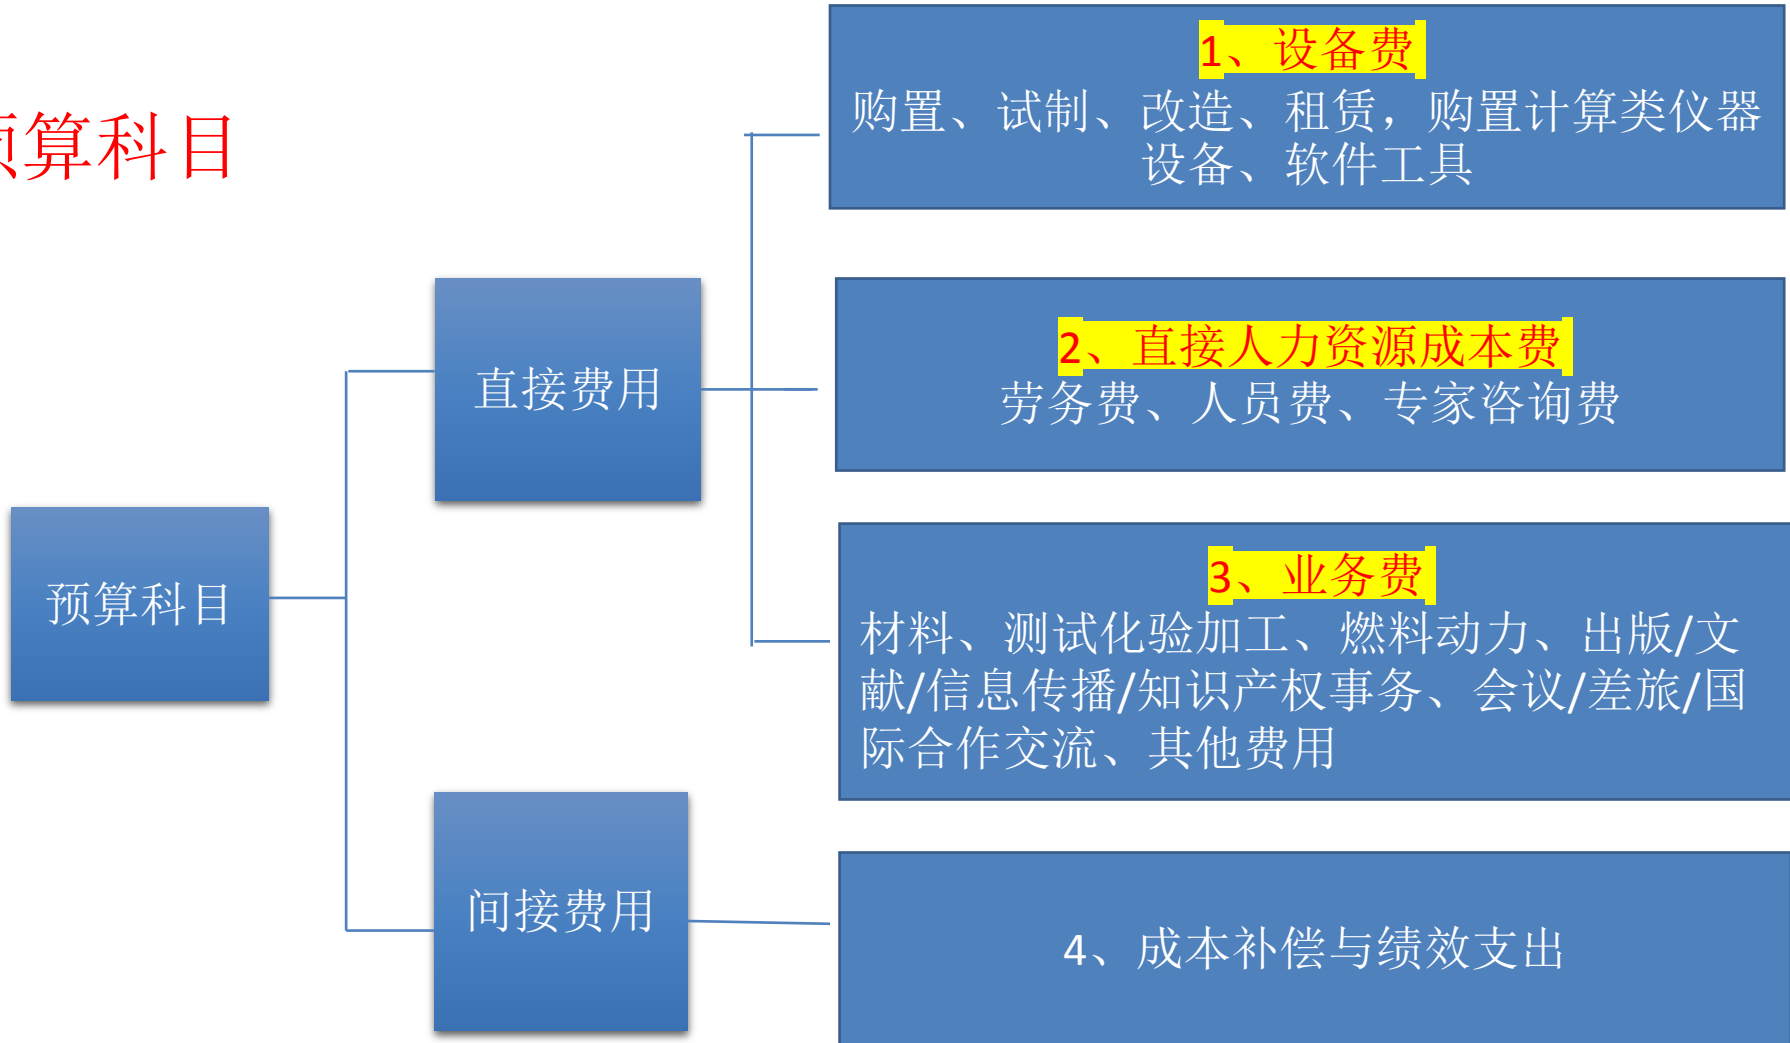 预算科目
1、设备费
购置、试制、改造、租赁，购置计算类仪器
设备、软件工具
直接费用
2、直接人力资源成本费
劳务费、人员费、专家咨询费
预算科目
3、业务费
材料、测试化验加工、燃料动力、出版/文
献/信息传播/知识产权事务、会议/差旅/国
际合作交流、其他费用
间接费用
4、成本补偿与绩效支出